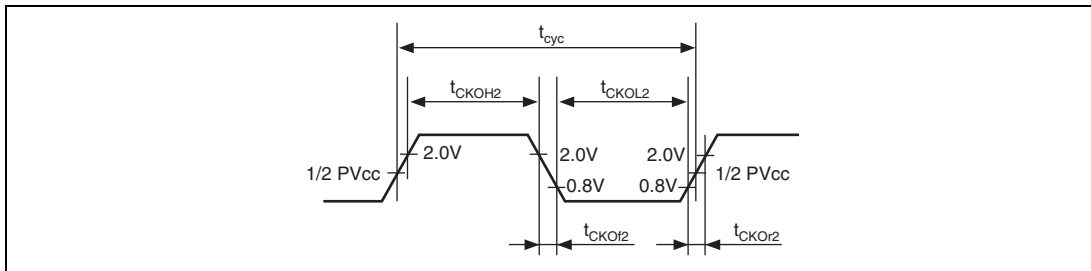 tcyc
tCKOH2 tCKOL2
2.0V 2.0V 2.0V
1/2 PVcc 1/2 PVcc
0.8V 0.8V
tCKOf2 tCKOr2